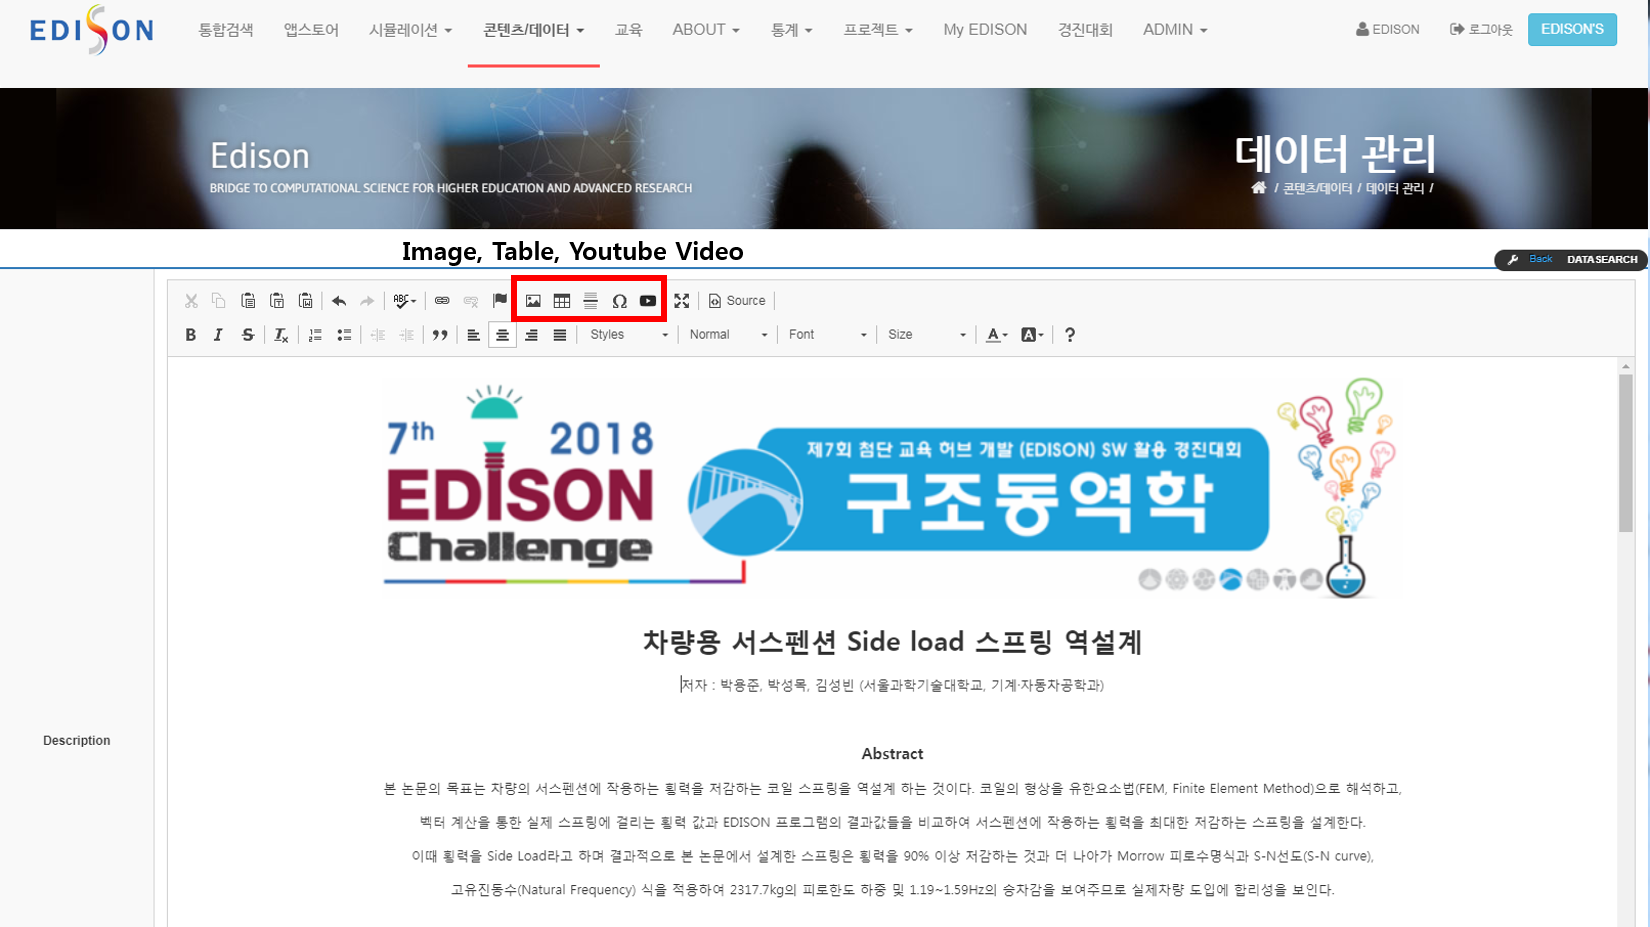 EDISON
통합검색 앱스토어 시뮬레이션 콘텐츠/데이터 교육 ABOUT 통계 프로젝트 My EDISON 경진대회 ADMIN EDISON 로그아웃 EDISON'S
Edison
BRIDGE TO COMPUTATIONAL SCIENCE FOR HIGHER EDUCATION AND ADVANCED RESEARCH
데이터 관리
/ 콘텐츠/데이터 / 데이터 관리 /
Image, Table, Youtube Video
Back DATASEARCH
ABC Ω Source
B I S Ix Styles Normal Font Size A A ?
7th 2018
EDISON
Challenge
제7회 첨단 교육 허브 개발 (EDISON) SW 활용 경진대회
구조동역학
차량용 서스펜션 Side load 스프링 역설계
저자 : 박용준, 박성목, 김성빈 (서울과학기술대학교, 기계·자동차공학과)
Description
Abstract
본 논문의 목표는 차량의 서스펜션에 작용하는 횡력을 저감하는 코일 스프링을 역설계 하는 것이다. 코일의 형상을 유한요소법(FEM, Finite Element Method)으로 해석하고,
벡터 계산을 통한 실제 스프링에 걸리는 횡력 값과 EDISON 프로그램의 결과값들을 비교하여 서스펜션에 작용하는 횡력을 최대한 저감하는 스프링을 설계한다.
이때 횡력을 Side Load라고 하며 결과적으로 본 논문에서 설계한 스프링은 횡력을 90% 이상 저감하는 것과 더 나아가 Morrow 피로수명식과 S-N선도(S-N curve),
고유진동수(Natural Frequency) 식을 적용하여 2317.7kg의 피로한도 하중 및 1.19~1.59Hz의 승차감을 보여주므로 실제차량 도입에 합리성을 보인다.